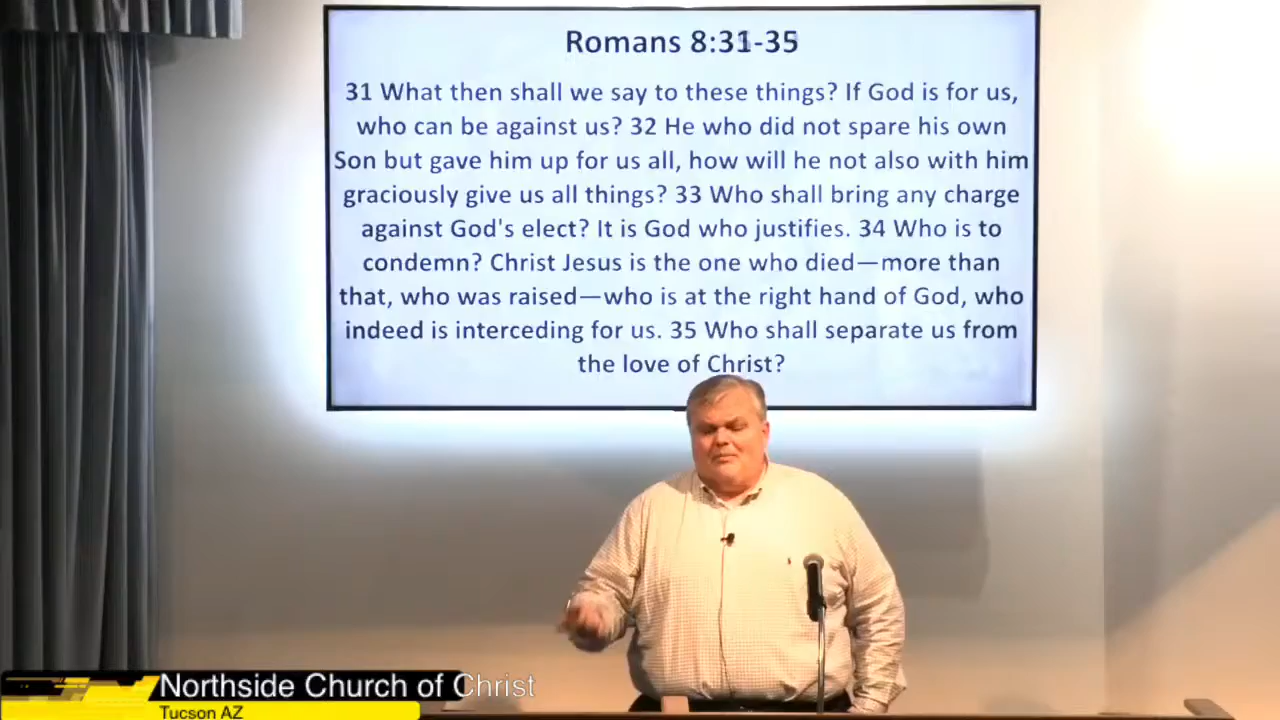 Romans 8:31-35
31 What then shall we say to these things? If God is for us,
who can be against us? 32 He who did not spare his own
Son but gave him up for us all, how will he not also with him
graciously give us all things? 33 Who shall bring any charge
against God's elect? It is God who justifies. 34 Who is to
condemn? Christ Jesus is the one who died—more than
that, who was raised—who is at the right hand of God, who
indeed is interceding for us. 35 Who shall separate us from
the love of Christ?
Northside Church of Christ
Tucson AZ